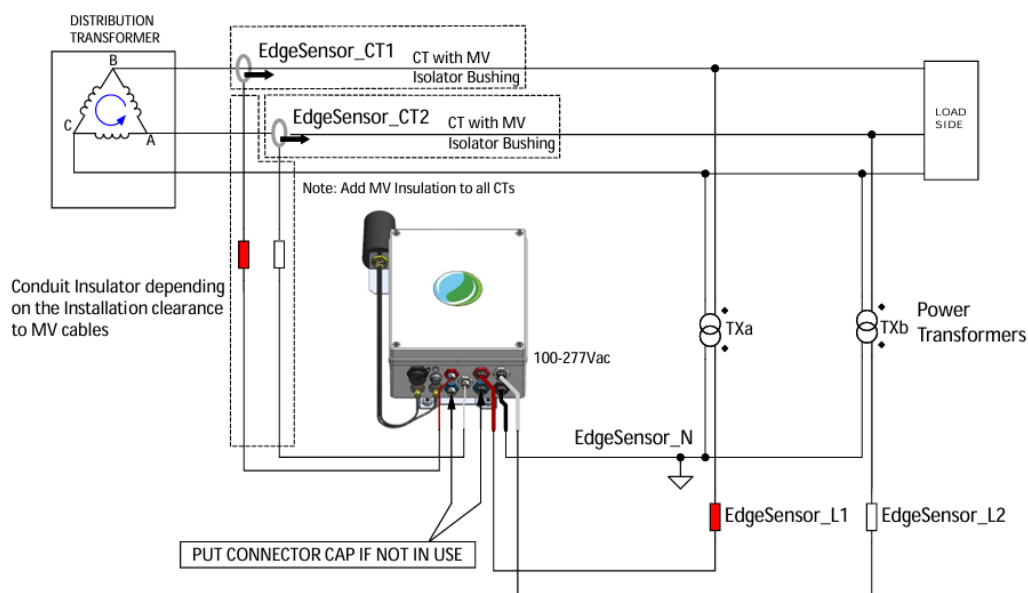 DISTRIBUTION
TRANSFORMER
B
C
A
EdgeSensor_CT1
CT with MV
Isolator Bushing
EdgeSensor_CT2
CT with MV
Isolator Bushing
LOAD
SIDE
Note: Add MV Insulation to all CTs
Conduit Insulator depending
on the Installation clearance
to MV cables
100-277Vac
TXa
TXb
Power
Transformers
EdgeSensor_N
EdgeSensor_L1
EdgeSensor_L2
PUT CONNECTOR CAP IF NOT IN USE